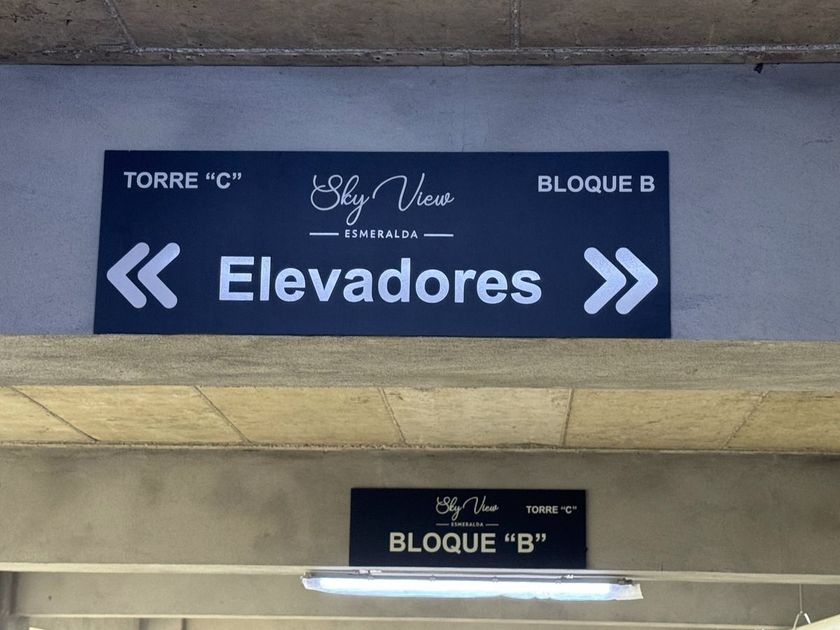 TORRE “C”
Sky View
ESMERALDA
BLOQUE B
Elevadores
Sky View
ESMERALDA
TORRE “C”
BLOQUE “B”